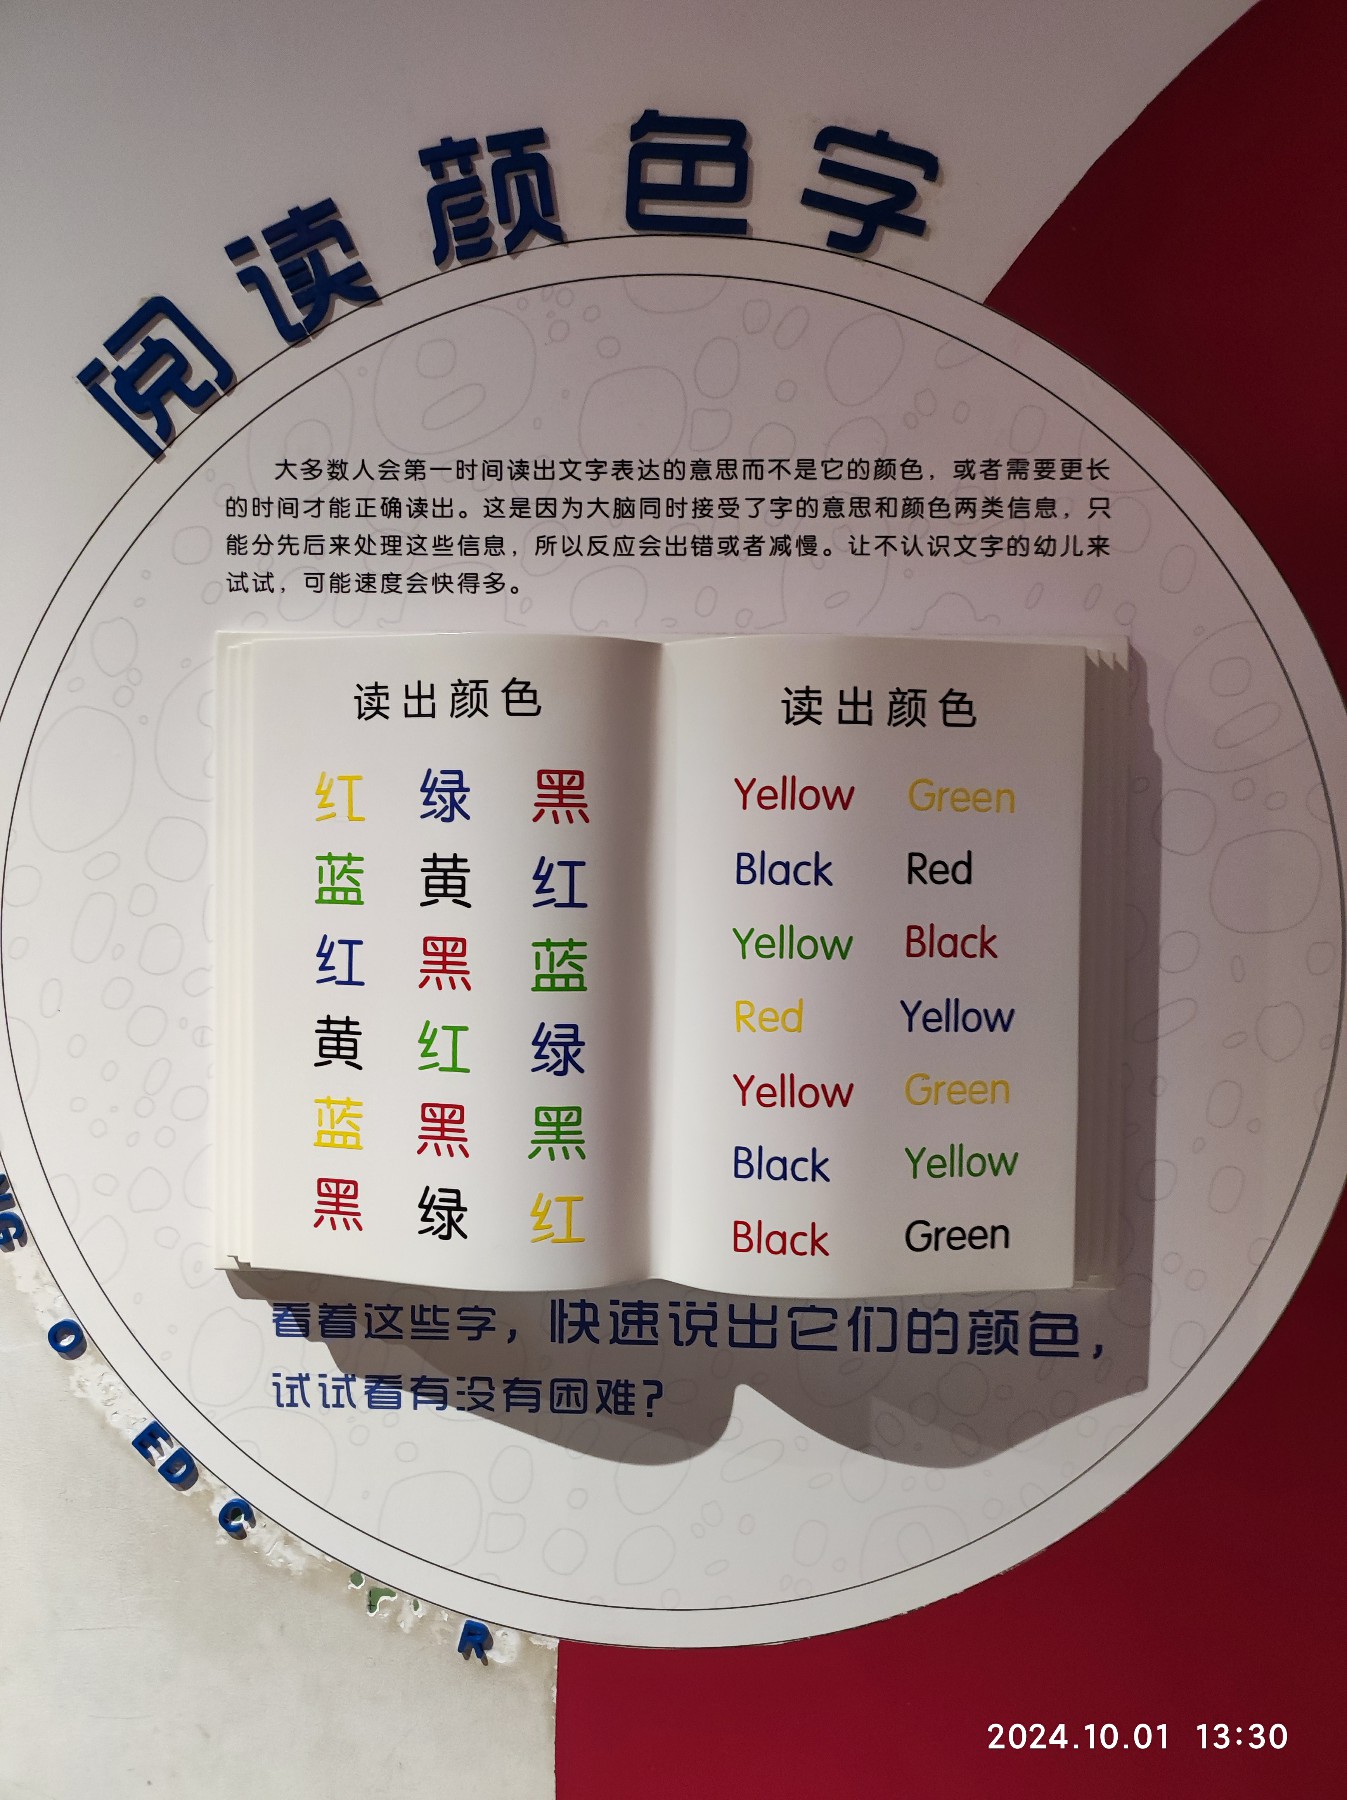 阅读颜色字
大多数人会第一时间读出文字表达的意思而不是它的颜色，或者需要更长
的时间才能正确读出。这是因为大脑同时接受了字的意思和颜色两类信息，只
能分先后来处理这些信息，所以反应会出错或者减慢。让不认识文字的幼儿来
试试，可能速度会快得多。
读出颜色
红 绿 黑
蓝 黄 红
红 黑 蓝
黄 红 绿
蓝 黑 黑
黑 绿 红
读出颜色
Yellow Green
Black Red
Yellow Black
Red Yellow
Yellow Green
Black Yellow
Black Green
看着这些字，快速说出它们的颜色，
试试看有没有困难？
NG O ED C R
2024.10.01 13:30